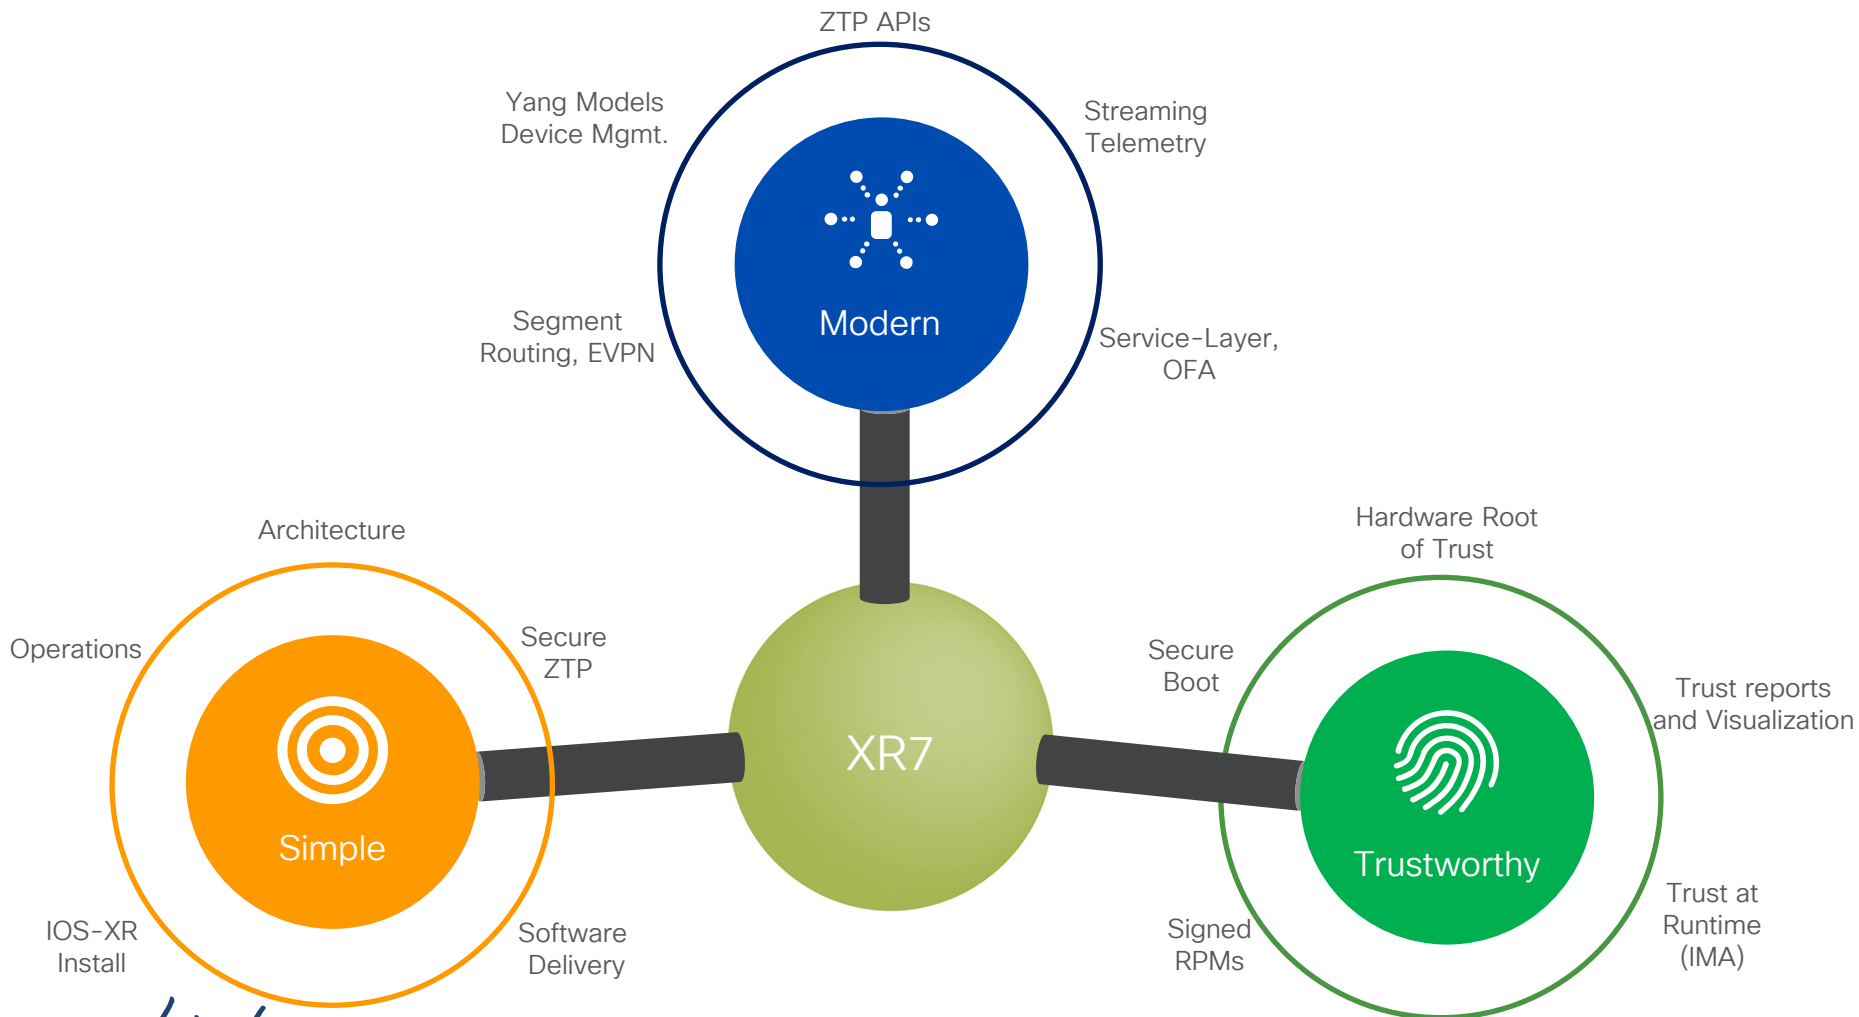 ZTP APIs
Yang Models
Device Mgmt.
Streaming
Telemetry
Modern
Segment
Routing, EVPN
Service-Layer,
OFA
Architecture
Operations
Secure
ZTP
Simple
IOS-XR
Install
Software
Delivery
XR7
Hardware Root
of Trust
Secure
Boot
Trust reports
and Visualization
Trustworthy
Signed
RPMs
Trust at
Runtime
(IMA)